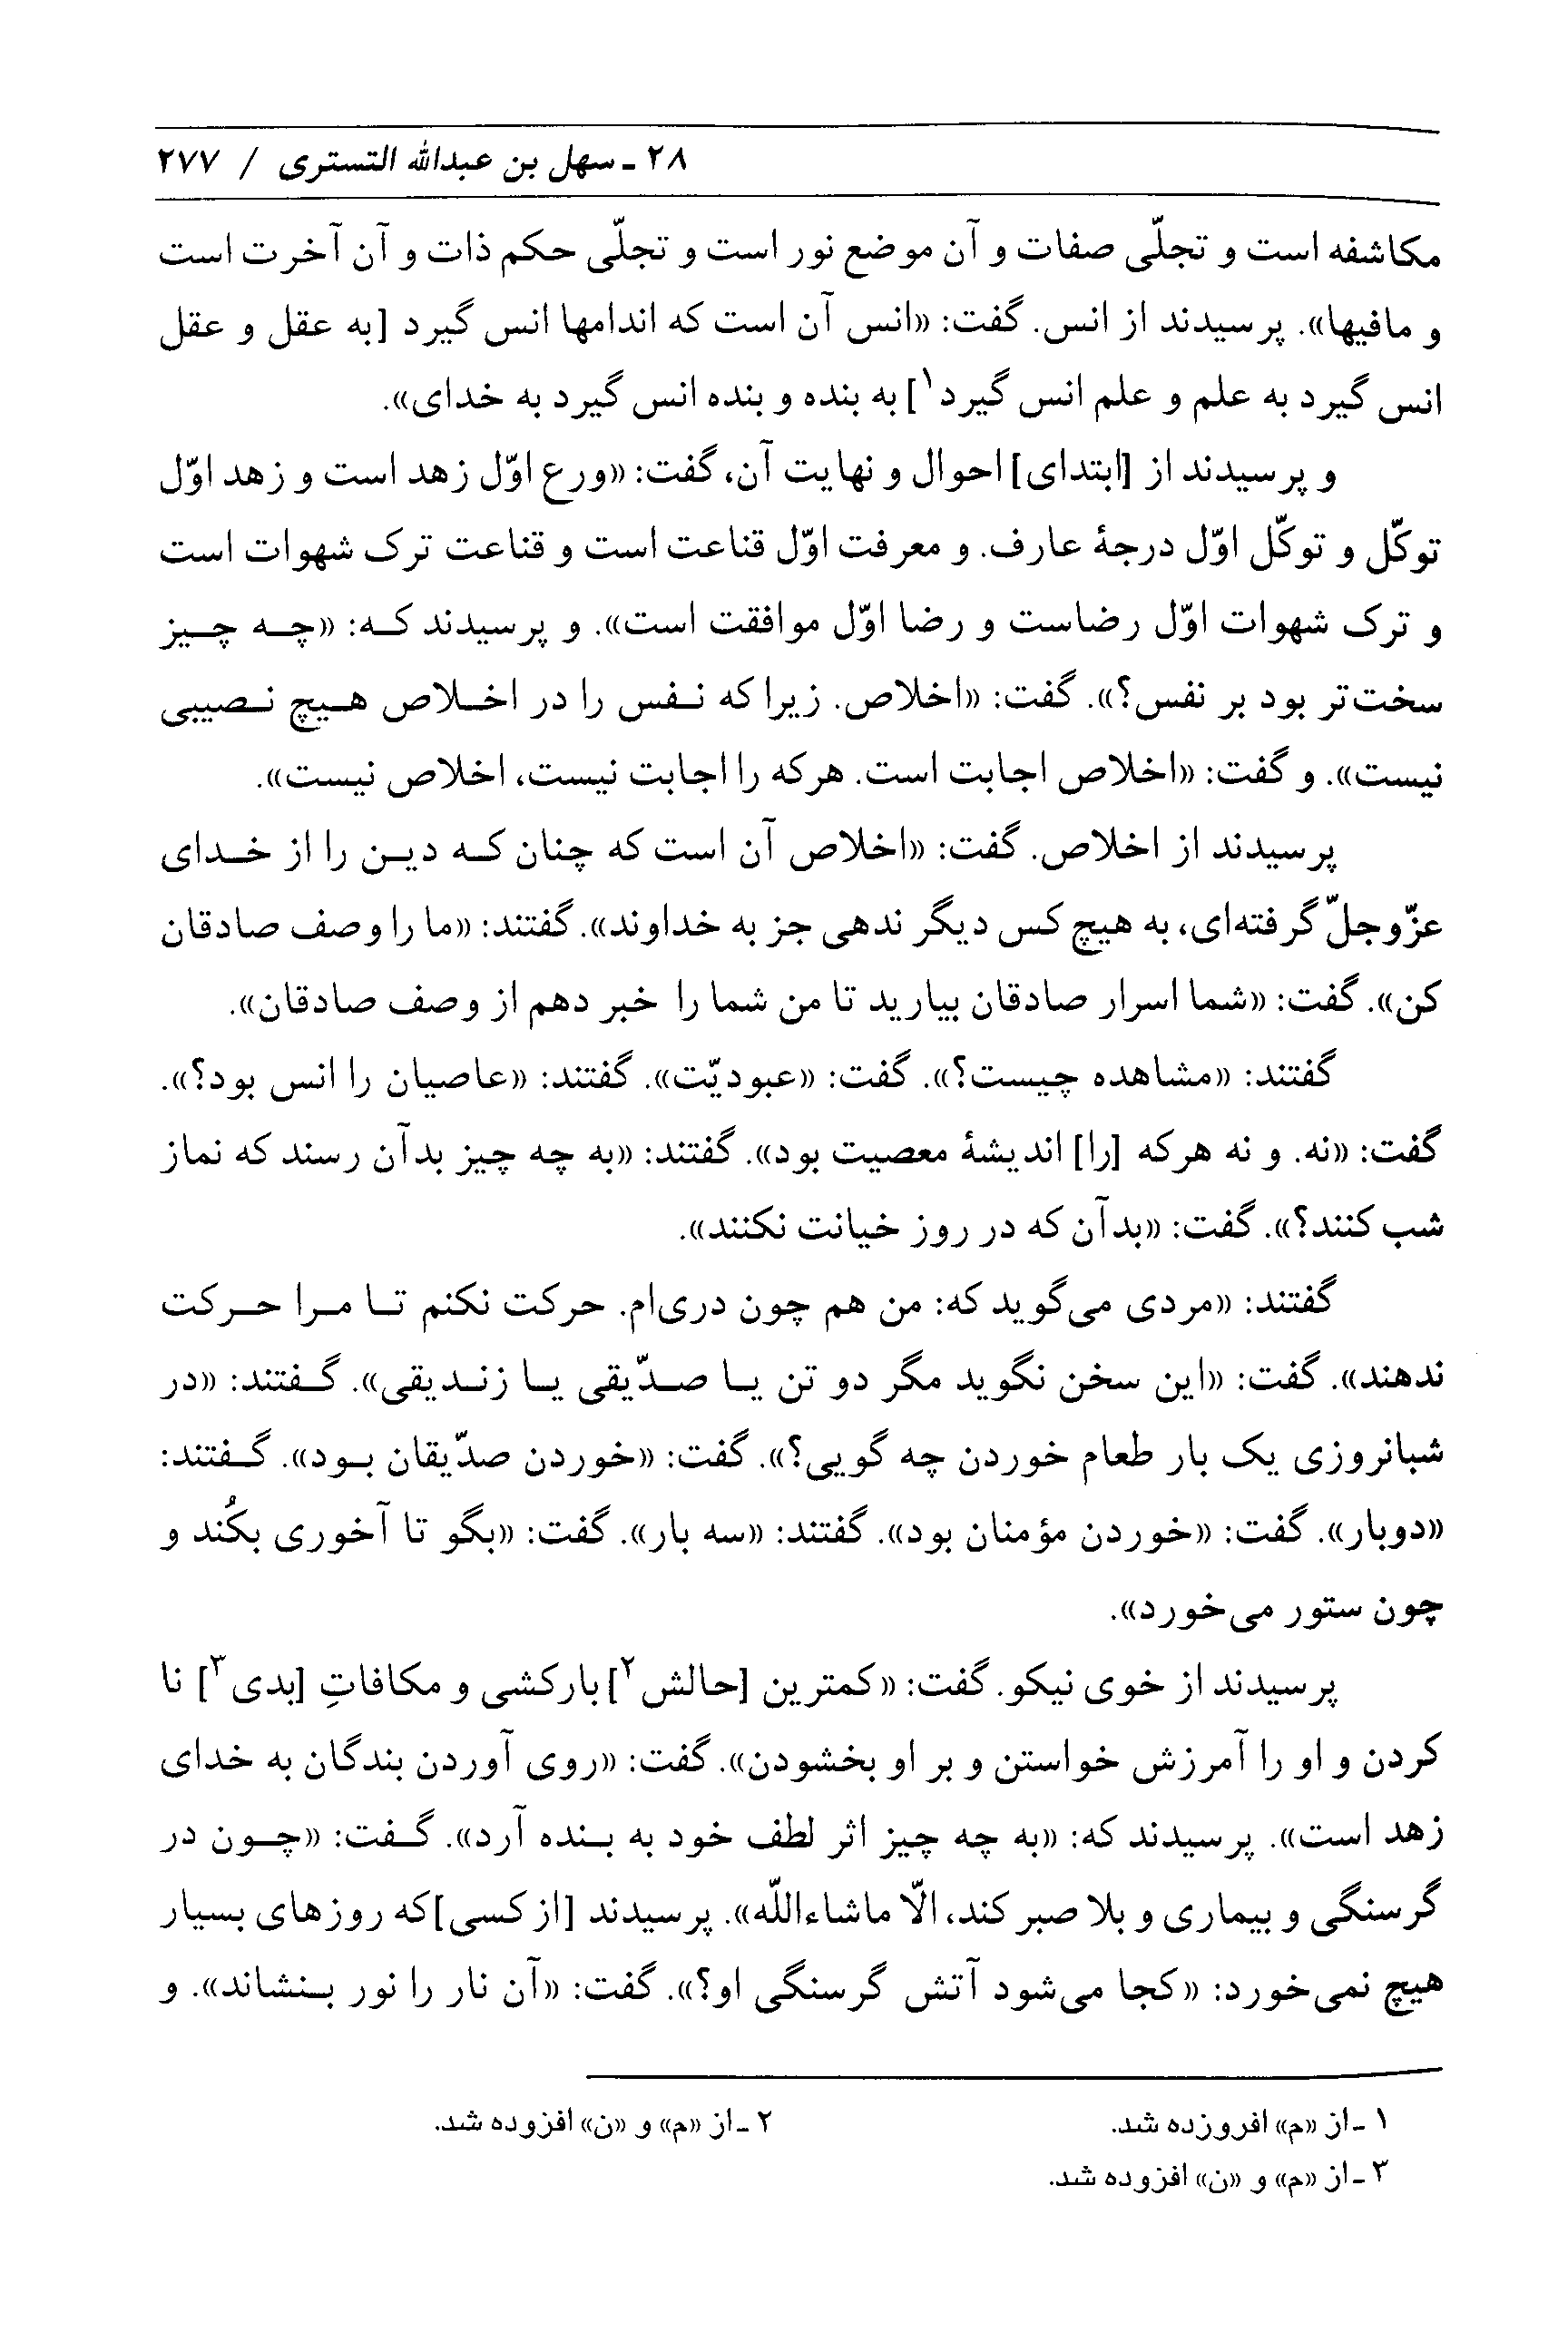 ۲۸ ـ سهل بن عبدالله التستری / ۲۷۷
مکاشفه است و تجلّی صفات و آن موضع نور است و تجلّی حکم ذات و آن آخرت است
و مافیها». پرسیدند از انس. گفت: «انس آن است که اندامها انس گیرد [به عقل و عقل
انس گیرد به علم و علم انس گیرد۱] به بنده و بنده انس گیرد به خدای».
و پرسیدند از [ابتدای] احوال و نهایت آن، گفت: «ورع اوّل زهد است و زهد اوّل
توکّل و توکّل اوّل درجهٔ عارف. و معرفت اوّل قناعت است و قناعت ترک شهوات است
و ترک شهوات اوّل رضاست و رضا اوّل موافقت است». و پرسیدند که: «چه چیز
سخت‌تر بود بر نفس؟». گفت: «اخلاص. زیرا که نفس را در اخلاص هیچ نصیبی
نیست». و گفت: «اخلاص اجابت است. هرکه را اجابت نیست، اخلاص نیست».
پرسیدند از اخلاص. گفت: «اخلاص آن است که چنان که دین را از خدای
عزّوجلّ گرفته‌ای، به هیچ کس دیگر ندهی جز به خداوند». گفتند: «ما را وصف صادقان
کن». گفت: «شما اسرار صادقان بیارید تا من شما را خبر دهم از وصف صادقان».
گفتند: «مشاهده چیست؟». گفت: «عبودیّت». گفتند: «عاصیان را انس بود؟».
گفت: «نه. و نه هرکه [را] اندیشهٔ معصیت بود». گفتند: «به چه چیز بدآن رسند که نماز
شب کنند؟». گفت: «بدآن که در روز خیانت نکنند».
گفتند: «مردی می‌گوید که: من هم چون دری‌ام. حرکت نکنم تا مرا حرکت
ندهند». گفت: «این سخن نگوید مگر دو تن یا صدّیقی یا زندیقی». گفتند: «در
شبانروزی یک بار طعام خوردن چه گویی؟». گفت: «خوردن صدّیقان بود». گفتند:
«دوبار». گفت: «خوردن مؤمنان بود». گفتند: «سه بار». گفت: «بگو تا آخوری بکُند و
چون ستور می‌خورد».
پرسیدند از خوی نیکو. گفت: «کمترین [حالش۲] بارکشی و مکافاتِ [بدی۳] نا
کردن و او را آمرزش خواستن و بر او بخشودن». گفت: «روی آوردن بندگان به خدای
زهد است». پرسیدند که: «به چه چیز اثر لطف خود به بنده آرد». گفت: «چون در
گرسنگی و بیماری و بلا صبر کند، الّا ماشاءاللّه». پرسیدند [از کسی] که روزهای بسیار
هیچ نمی‌خورد: «کجا می‌شود آتش گرسنگی او؟». گفت: «آن نار را نور بنشاند». و
۱ ـ از «م» افروزده شد.
۲ ـ از «م» و «ن» افزوده شد.
۳ ـ از «م» و «ن» افزوده شد.